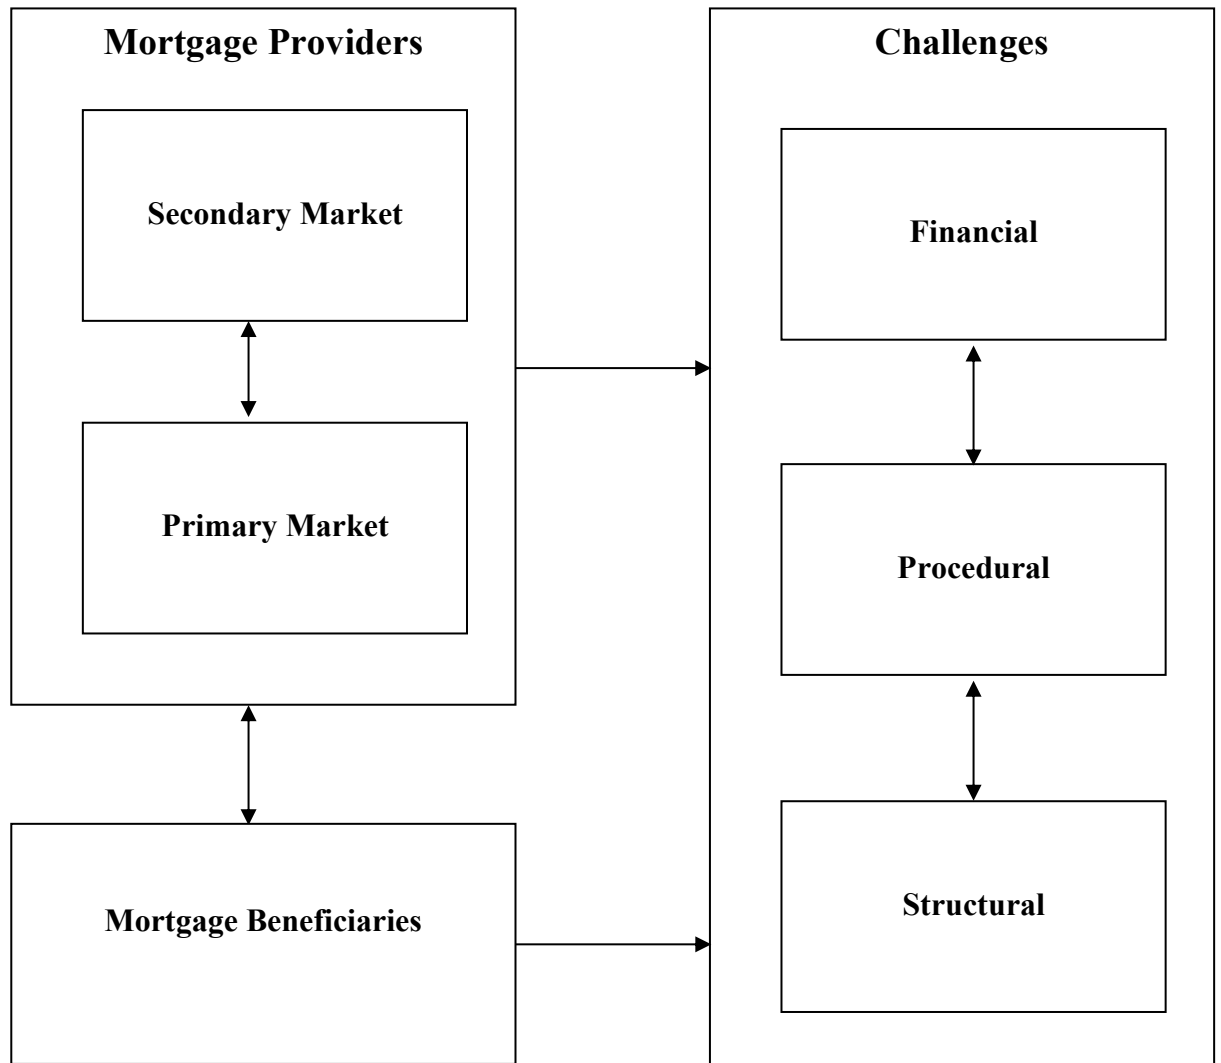 Mortgage Providers
Secondary Market
Primary Market
Mortgage Beneficiaries
Challenges
Financial
Procedural
Structural